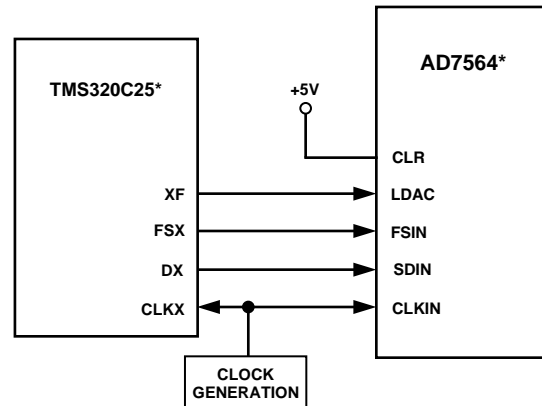 TMS320C25*
AD7564*
+5V
CLR
XF
LDAC
FSX
FSIN
DX
SDIN
CLKX
CLKIN
CLOCK
GENERATION